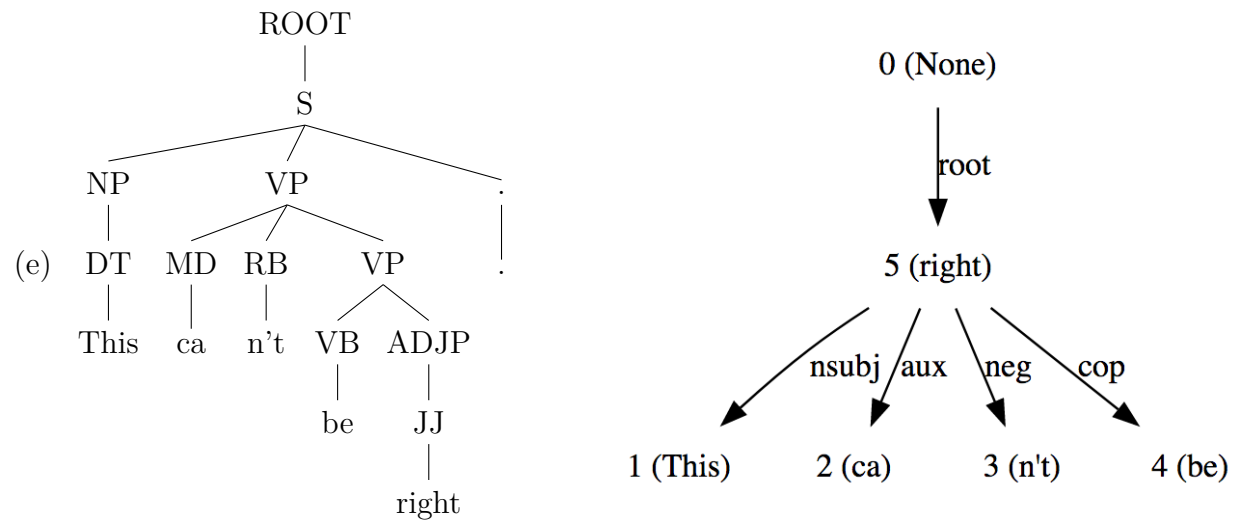 ROOT
S
NP VP .
(e) DT MD RB VP .
This ca n't VB ADJP
be JJ
right
0 (None)
root
5 (right)
nsubj aux neg cop
1 (This) 2 (ca) 3 (n't) 4 (be)